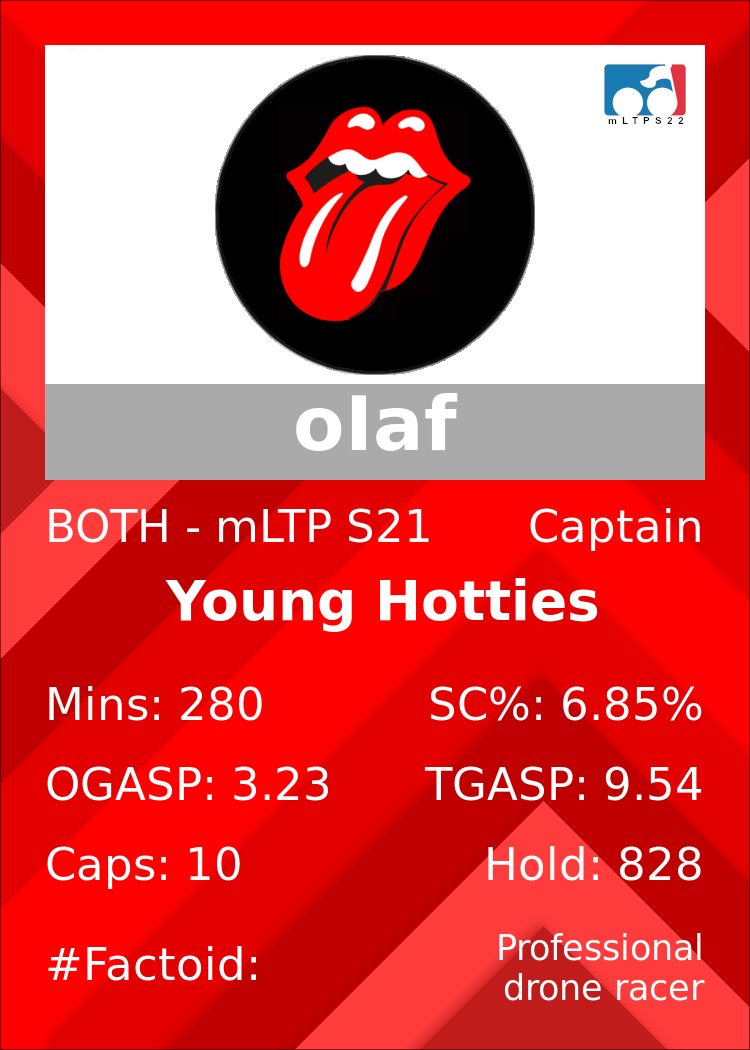 mLTPS22
olaf
BOTH - mLTP S21 Captain
Young Hotties
Mins: 280 SC%: 6.85%
OGASP: 3.23 TGASP: 9.54
Caps: 10 Hold: 828
#Factoid: Professional
drone racer